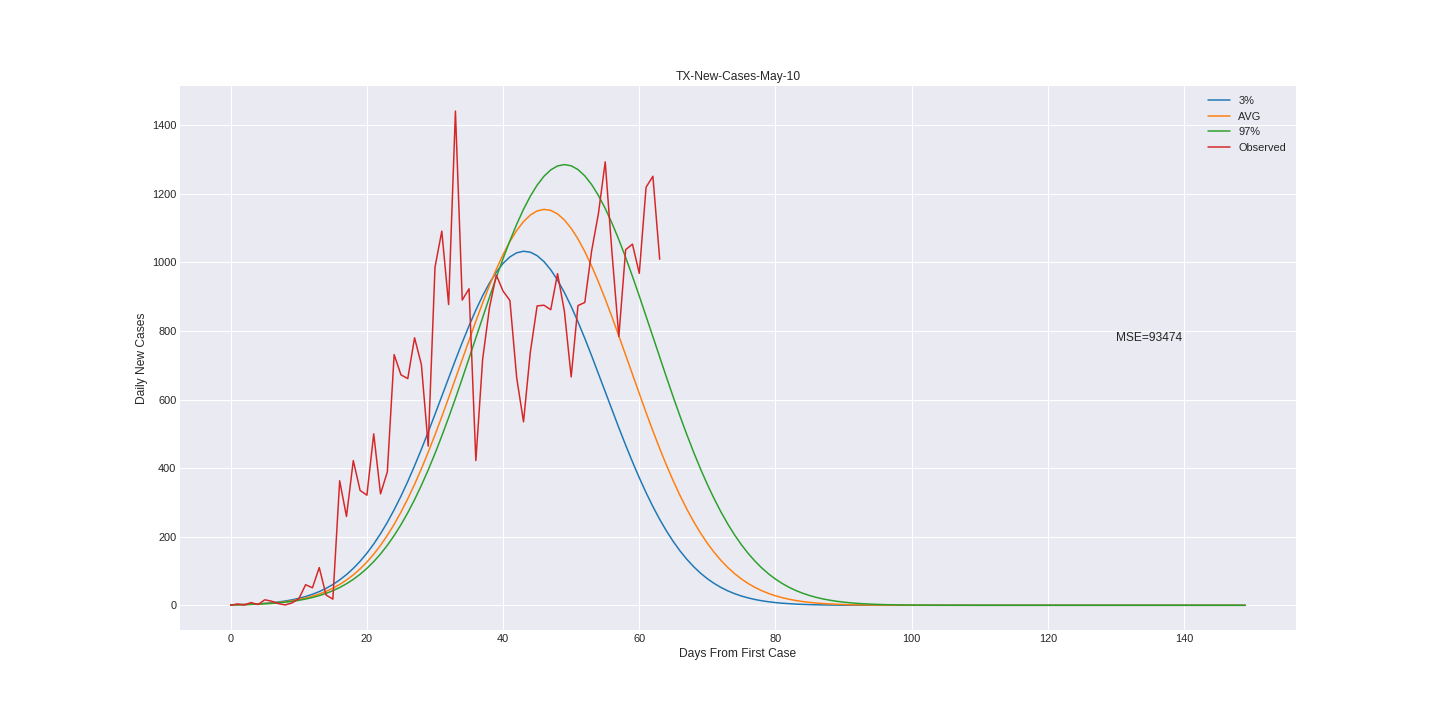 TX-New-Cases-May-10
3%
AVG
97%
Observed
1400
1200
1000
800
600
400
200
0
Daily New Cases
MSE=93474
0 20 40 60 80 100 120 140
Days From First Case